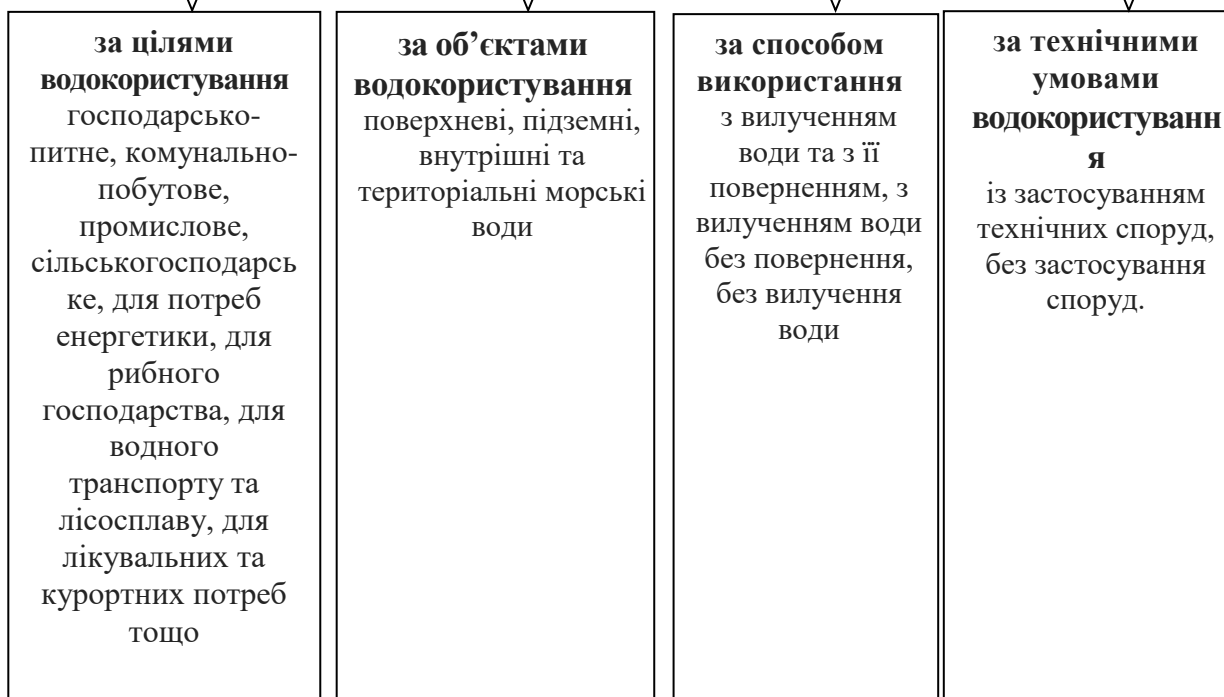 за цілями
водокористування
господарсько-
питне, комунально-
побутове,
промислове,
сільськогосподарсь
ке, для потреб
енергетики, для
рибного
господарства, для
водного
транспорту та
лісосплаву, для
лікувальних та
курортних потреб
тощо
за об’єктами
водокористування
поверхневі, підземні,
внутрішні та
територіальні морські
води
за способом
використання
з вилученням
води та з її
поверненням, з
вилученням води
без повернення,
без вилучення
води
за технічними
умовами
водокористуванн
я
із застосуванням
технічних споруд,
без застосування
споруд.